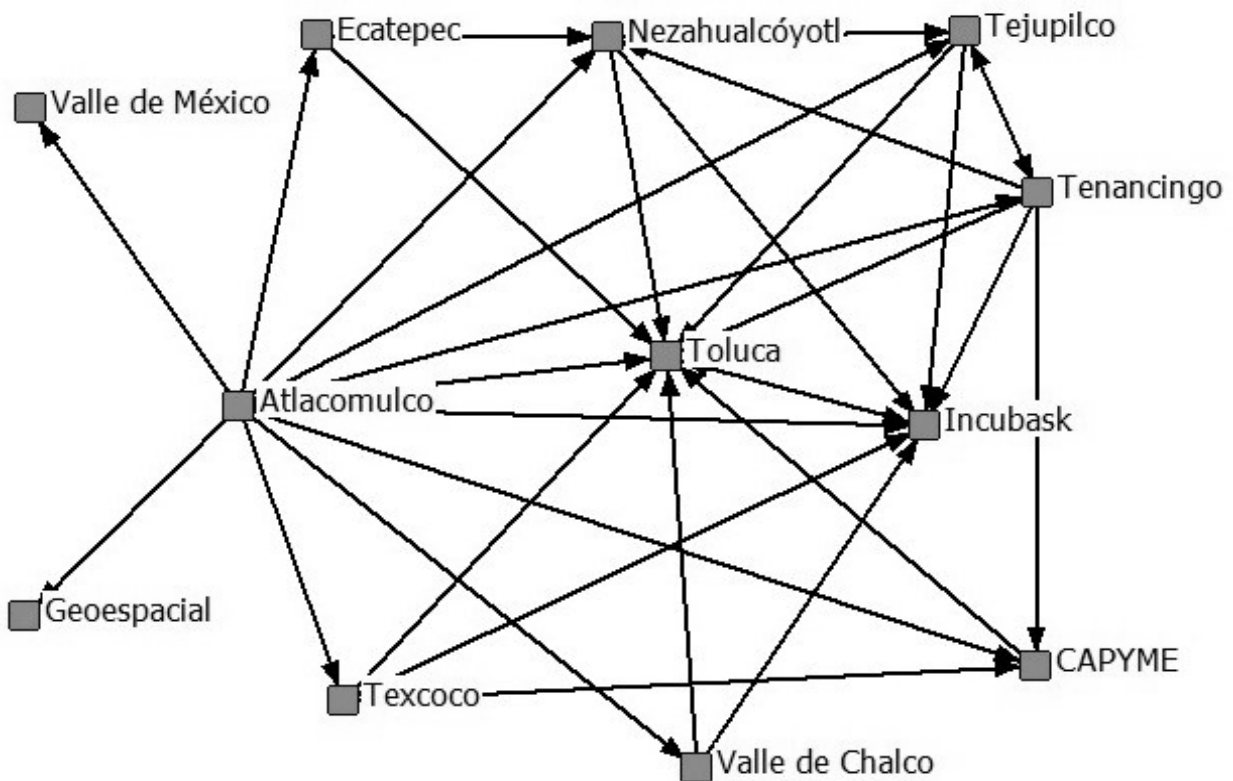 Ecatepec
Nezahualcóyotl
Tejupilco
Valle de México
Tenancingo
Toluca
Atlacomulco
Incubask
Geoespacial
CAPYME
Texcoco
Valle de Chalco